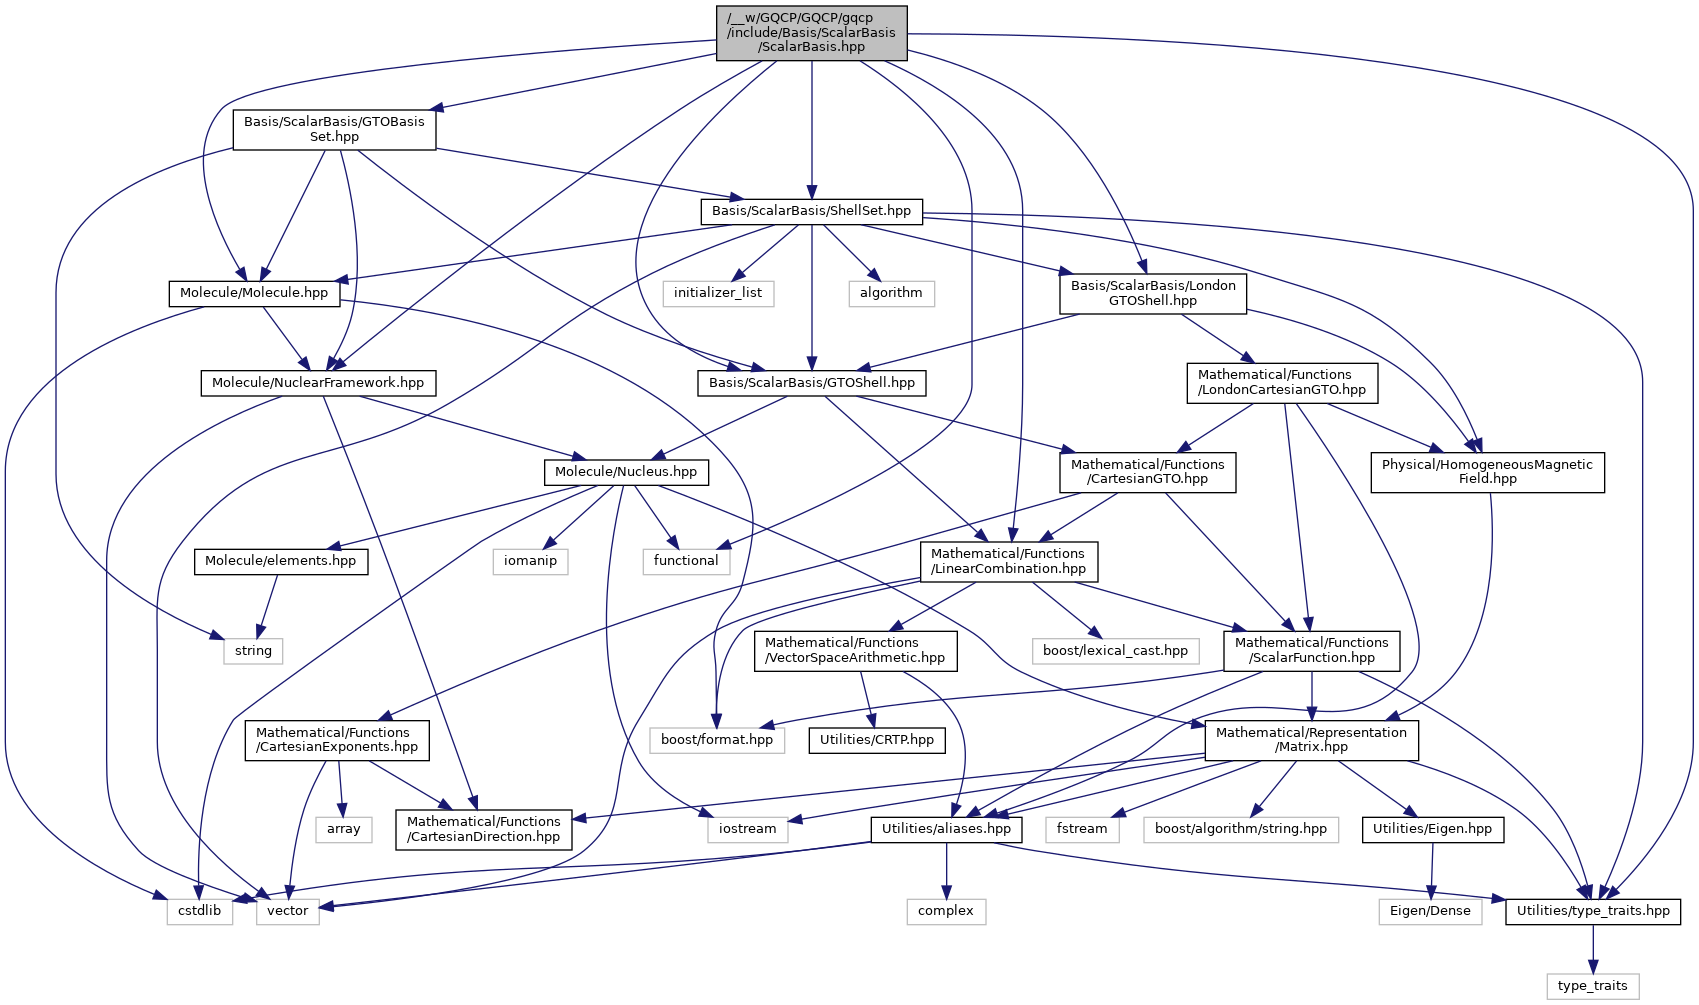 /__w/GQCP/GQCP/gqcp
/include/Basis/ScalarBasis
/ScalarBasis.hpp
Basis/ScalarBasis/GTOBasis
Set.hpp
Basis/ScalarBasis/ShellSet.hpp
Molecule/Molecule.hpp
initializer_list
algorithm
Basis/ScalarBasis/London
GTOShell.hpp
Molecule/NuclearFramework.hpp
Basis/ScalarBasis/GTOShell.hpp
Mathematical/Functions
/LondonCartesianGTO.hpp
Molecule/Nucleus.hpp
Mathematical/Functions
/CartesianGTO.hpp
Physical/HomogeneousMagnetic
Field.hpp
Molecule/elements.hpp
iomanip
functional
Mathematical/Functions
/LinearCombination.hpp
string
Mathematical/Functions
/VectorSpaceArithmetic.hpp
boost/lexical_cast.hpp
Mathematical/Functions
/ScalarFunction.hpp
Mathematical/Functions
/CartesianExponents.hpp
boost/format.hpp
Utilities/CRTP.hpp
Mathematical/Representation
/Matrix.hpp
array
Mathematical/Functions
/CartesianDirection.hpp
iostream
Utilities/aliases.hpp
fstream
boost/algorithm/string.hpp
Utilities/Eigen.hpp
cstdlib
vector
complex
Eigen/Dense
Utilities/type_traits.hpp
type_traits